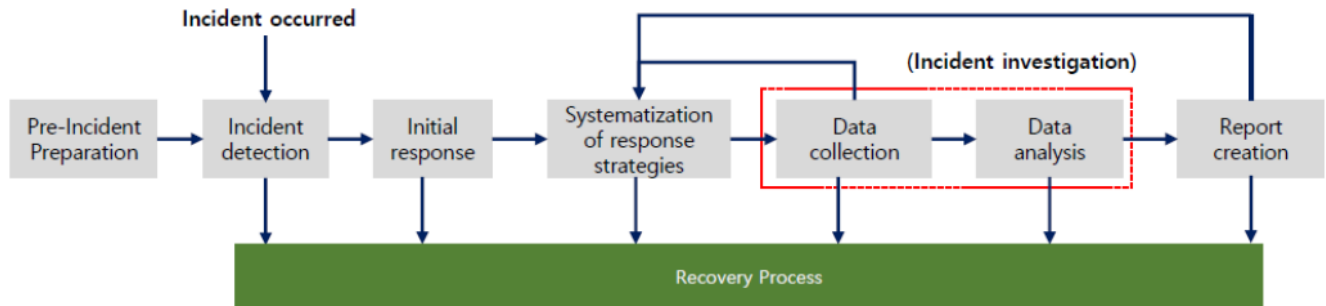 Incident occurred
(Incident investigation)
Pre-Incident
Preparation
Incident
detection
Initial
response
Systematization
of response
strategies
Data
collection
Data
analysis
Report
creation
Recovery Process